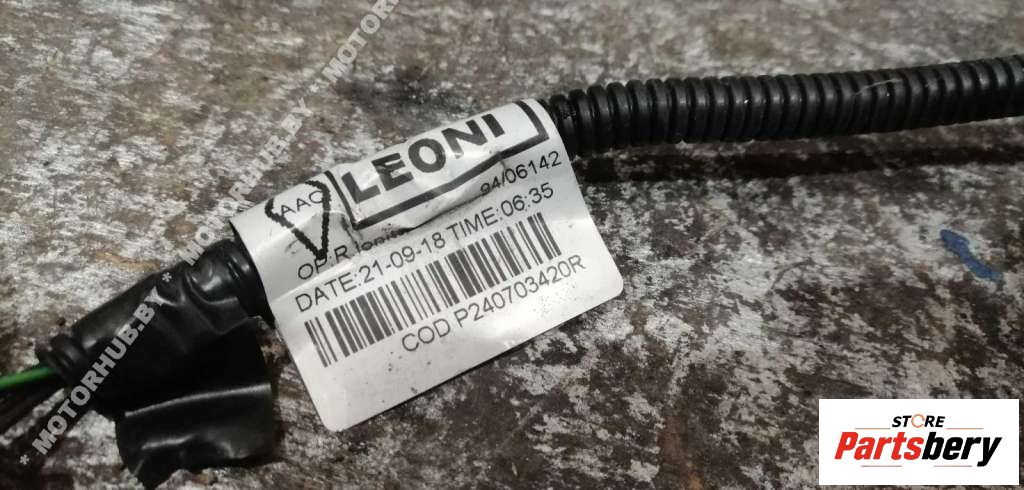 LEONI
AAC
94/06142
OP:R
DATE:21-09-18 TIME:06:35
COD P240703420R
* MOTORHUB.BY * MOTORHUB.BY * MOTORHUB.BY
STORE
Partsbery